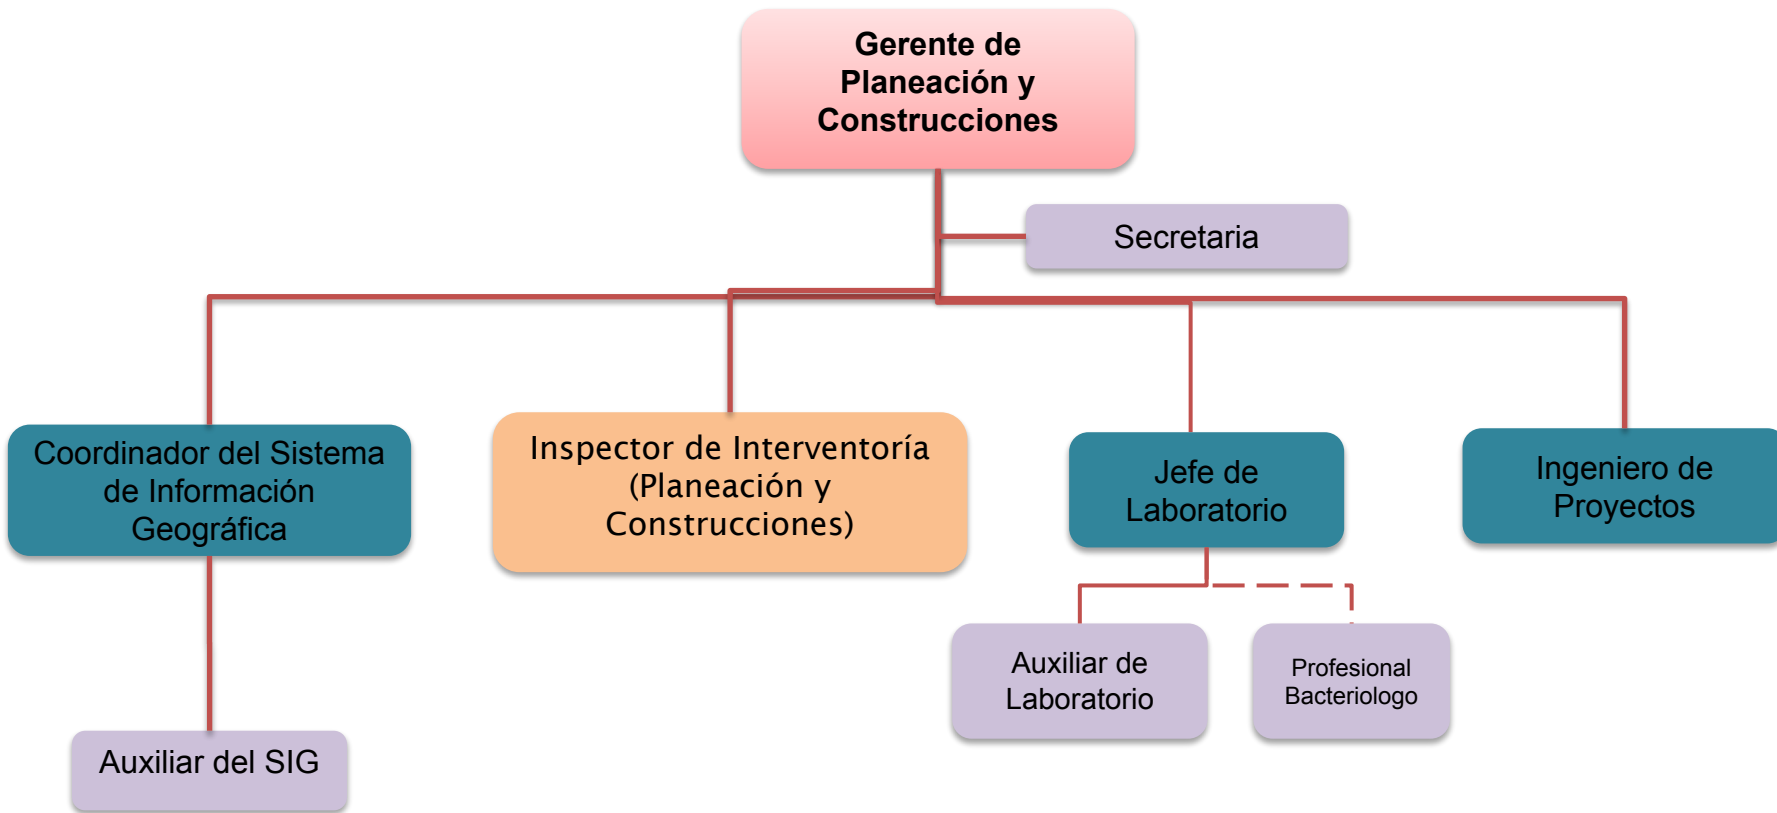 Gerente de
Planeación y
Construcciones
Secretaria
Coordinador del Sistema
de Información
Geográfica
Inspector de Interventoría
(Planeación y
Construcciones)
Jefe de
Laboratorio
Ingeniero de
Proyectos
Auxiliar de
Laboratorio
Profesional
Bacteriologo
Auxiliar del SIG